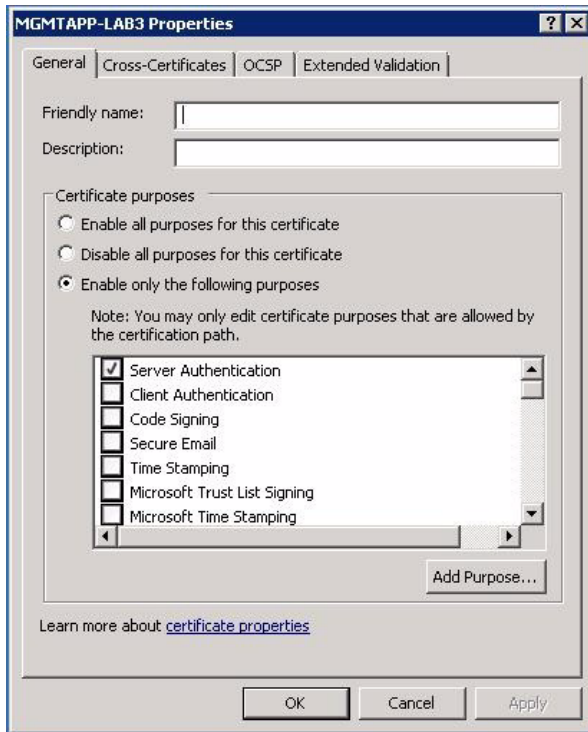 MGMTAPP-LAB3 Properties
General Cross-Certificates OCSP Extended Validation
Friendly name:
Description:
Certificate purposes
Enable all purposes for this certificate
Disable all purposes for this certificate
Enable only the following purposes
Note: You may only edit certificate purposes that are allowed by
the certification path.
Server Authentication
Client Authentication
Code Signing
Secure Email
Time Stamping
Microsoft Trust List Signing
Microsoft Time Stamping
Add Purpose...
Learn more about certificate properties
OK Cancel Apply